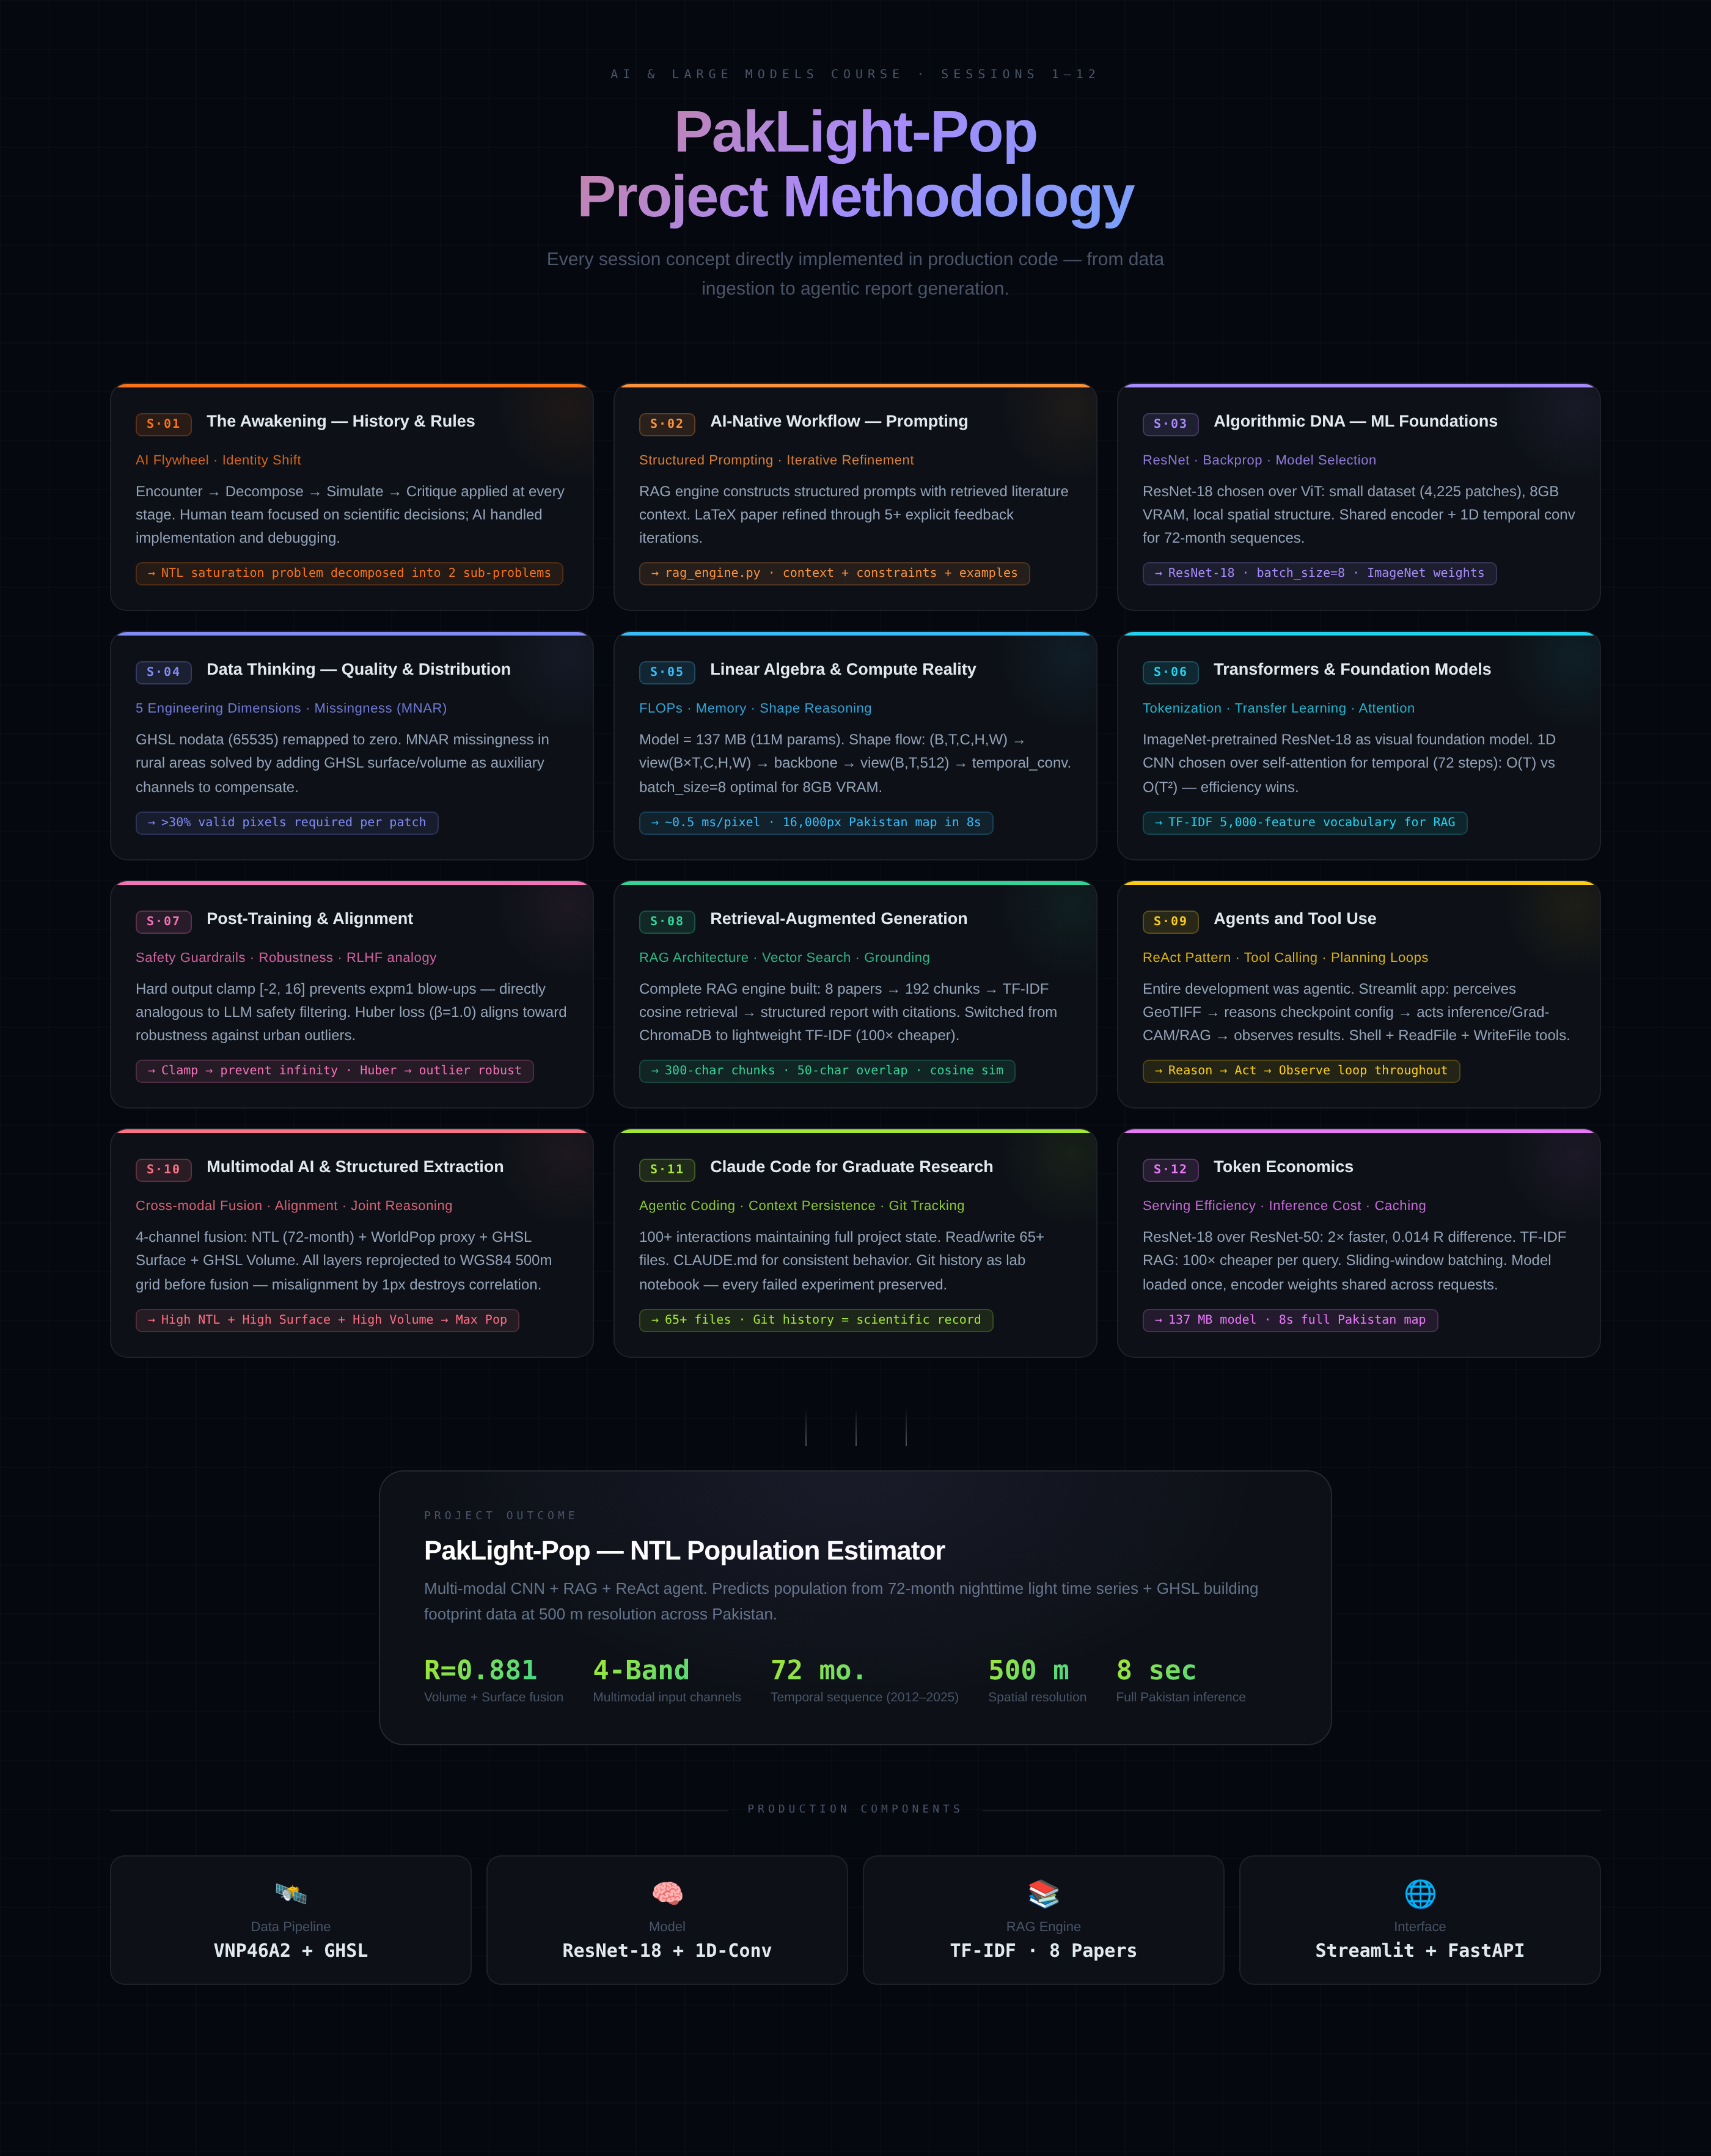 AI & LARGE MODELS COURSE · SESSIONS 1–12
PakLight-Pop
Project Methodology
Every session concept directly implemented in production code — from data
ingestion to agentic report generation.
S·01 The Awakening — History & Rules
AI Flywheel · Identity Shift
Encounter → Decompose → Simulate → Critique applied at every
stage. Human team focused on scientific decisions; AI handled
implementation and debugging.
→ NTL saturation problem decomposed into 2 sub-problems
S·02 AI-Native Workflow — Prompting
Structured Prompting · Iterative Refinement
RAG engine constructs structured prompts with retrieved literature
context. LaTeX paper refined through 5+ explicit feedback
iterations.
→ rag_engine.py · context + constraints + examples
S·03 Algorithmic DNA — ML Foundations
ResNet · Backprop · Model Selection
ResNet-18 chosen over ViT: small dataset (4,225 patches), 8GB
VRAM, local spatial structure. Shared encoder + 1D temporal conv
for 72-month sequences.
→ ResNet-18 · batch_size=8 · ImageNet weights
S·04 Data Thinking — Quality & Distribution
5 Engineering Dimensions · Missingness (MNAR)
GHSL nodata (65535) remapped to zero. MNAR missingness in
rural areas solved by adding GHSL surface/volume as auxiliary
channels to compensate.
→ >30% valid pixels required per patch
S·05 Linear Algebra & Compute Reality
FLOPs · Memory · Shape Reasoning
Model = 137 MB (11M params). Shape flow: (B,T,C,H,W) →
view(B×T,C,H,W) → backbone → view(B,T,512) → temporal_conv.
batch_size=8 optimal for 8GB VRAM.
→ ~0.5 ms/pixel · 16,000px Pakistan map in 8s
S·06 Transformers & Foundation Models
Tokenization · Transfer Learning · Attention
ImageNet-pretrained ResNet-18 as visual foundation model. 1D
CNN chosen over self-attention for temporal (72 steps): O(T) vs
O(T²) — efficiency wins.
→ TF-IDF 5,000-feature vocabulary for RAG
S·07 Post-Training & Alignment
Safety Guardrails · Robustness · RLHF analogy
Hard output clamp [-2, 16] prevents expm1 blow-ups — directly
analogous to LLM safety filtering. Huber loss (β=1.0) aligns toward
robustness against urban outliers.
→ Clamp → prevent infinity · Huber → outlier robust
S·08 Retrieval-Augmented Generation
RAG Architecture · Vector Search · Grounding
Complete RAG engine built: 8 papers → 192 chunks → TF-IDF
cosine retrieval → structured report with citations. Switched from
ChromaDB to lightweight TF-IDF (100× cheaper).
→ 300-char chunks · 50-char overlap · cosine sim
S·09 Agents and Tool Use
ReAct Pattern · Tool Calling · Planning Loops
Entire development was agentic. Streamlit app: perceives
GeoTIFF → reasons checkpoint config → acts inference/Grad-
CAM/RAG → observes results. Shell + ReadFile + WriteFile tools.
→ Reason → Act → Observe loop throughout
S·10 Multimodal AI & Structured Extraction
Cross-modal Fusion · Alignment · Joint Reasoning
4-channel fusion: NTL (72-month) + WorldPop proxy + GHSL
Surface + GHSL Volume. All layers reprojected to WGS84 500m
grid before fusion — misalignment by 1px destroys correlation.
→ High NTL + High Surface + High Volume → Max Pop
S·11 Claude Code for Graduate Research
Agentic Coding · Context Persistence · Git Tracking
100+ interactions maintaining full project state. Read/write 65+
files. CLAUDE.md for consistent behavior. Git history as lab
notebook — every failed experiment preserved.
→ 65+ files · Git history = scientific record
S·12 Token Economics
Serving Efficiency · Inference Cost · Caching
ResNet-18 over ResNet-50: 2× faster, 0.014 R difference. TF-IDF
RAG: 100× cheaper per query. Sliding-window batching. Model
loaded once, encoder weights shared across requests.
→ 137 MB model · 8s full Pakistan map
PROJECT OUTCOME
PakLight-Pop — NTL Population Estimator
Multi-modal CNN + RAG + ReAct agent. Predicts population from 72-month nighttime light time series + GHSL building
footprint data at 500 m resolution across Pakistan.
R=0.881
Volume + Surface fusion
4-Band
Multimodal input channels
72 mo.
Temporal sequence (2012–2025)
500 m
Spatial resolution
8 sec
Full Pakistan inference
PRODUCTION COMPONENTS
Data Pipeline
VNP46A2 + GHSL
Model
ResNet-18 + 1D-Conv
RAG Engine
TF-IDF · 8 Papers
Interface
Streamlit + FastAPI